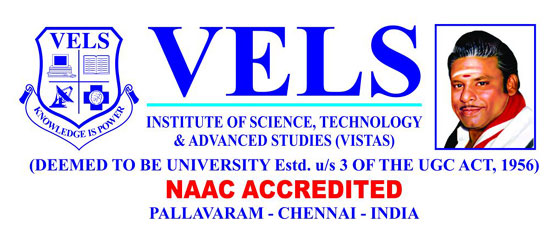 VELS
KNOWLEDGE IS POWER
VELS
INSTITUTE OF SCIENCE, TECHNOLOGY
& ADVANCED STUDIES (VISTAS)
(DEEMED TO BE UNIVERSITY Estd. u/s 3 OF THE UGC ACT, 1956)
NAAC ACCREDITED
PALLAVARAM - CHENNAI - INDIA